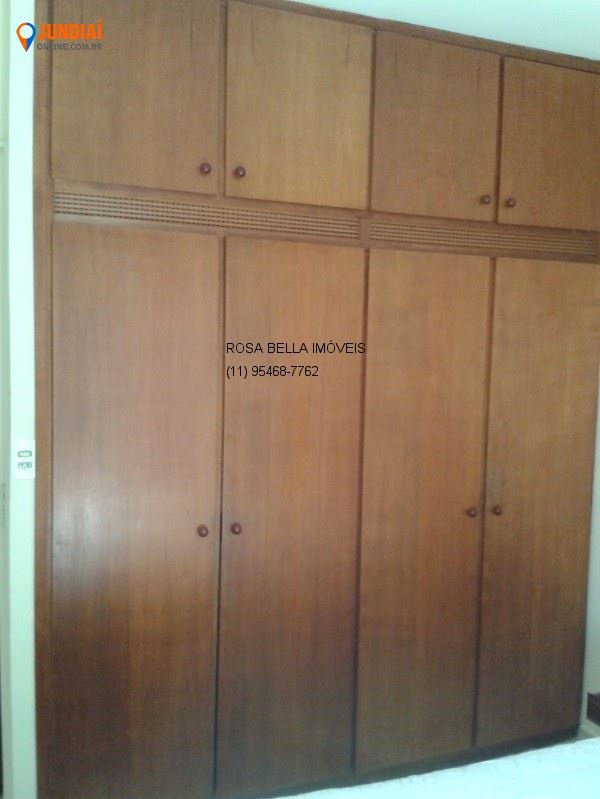 JUNDIAÍ
ONLINE.COM.BR
ROSA BELLA IMÓVEIS
(11) 95468-7762